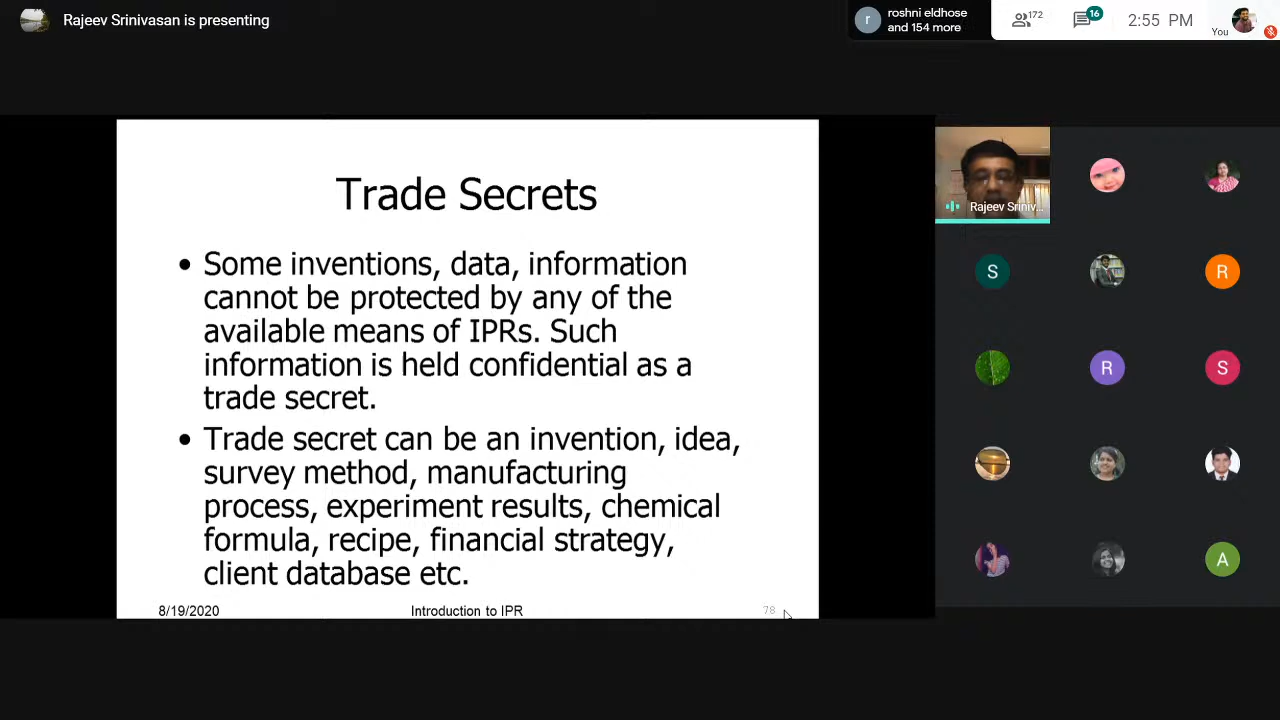 Rajeev Srinivasan is presenting
r
roshni eldhose
and 154 more
172
16
2:55 PM
You
Trade Secrets
• Some inventions, data, information
cannot be protected by any of the
available means of IPRs. Such
information is held confidential as a
trade secret.
• Trade secret can be an invention, idea,
survey method, manufacturing
process, experiment results, chemical
formula, recipe, financial strategy,
client database etc.
8/19/2020
Introduction to IPR
78
Rajeev Sriniv...
S
R
R
S
A